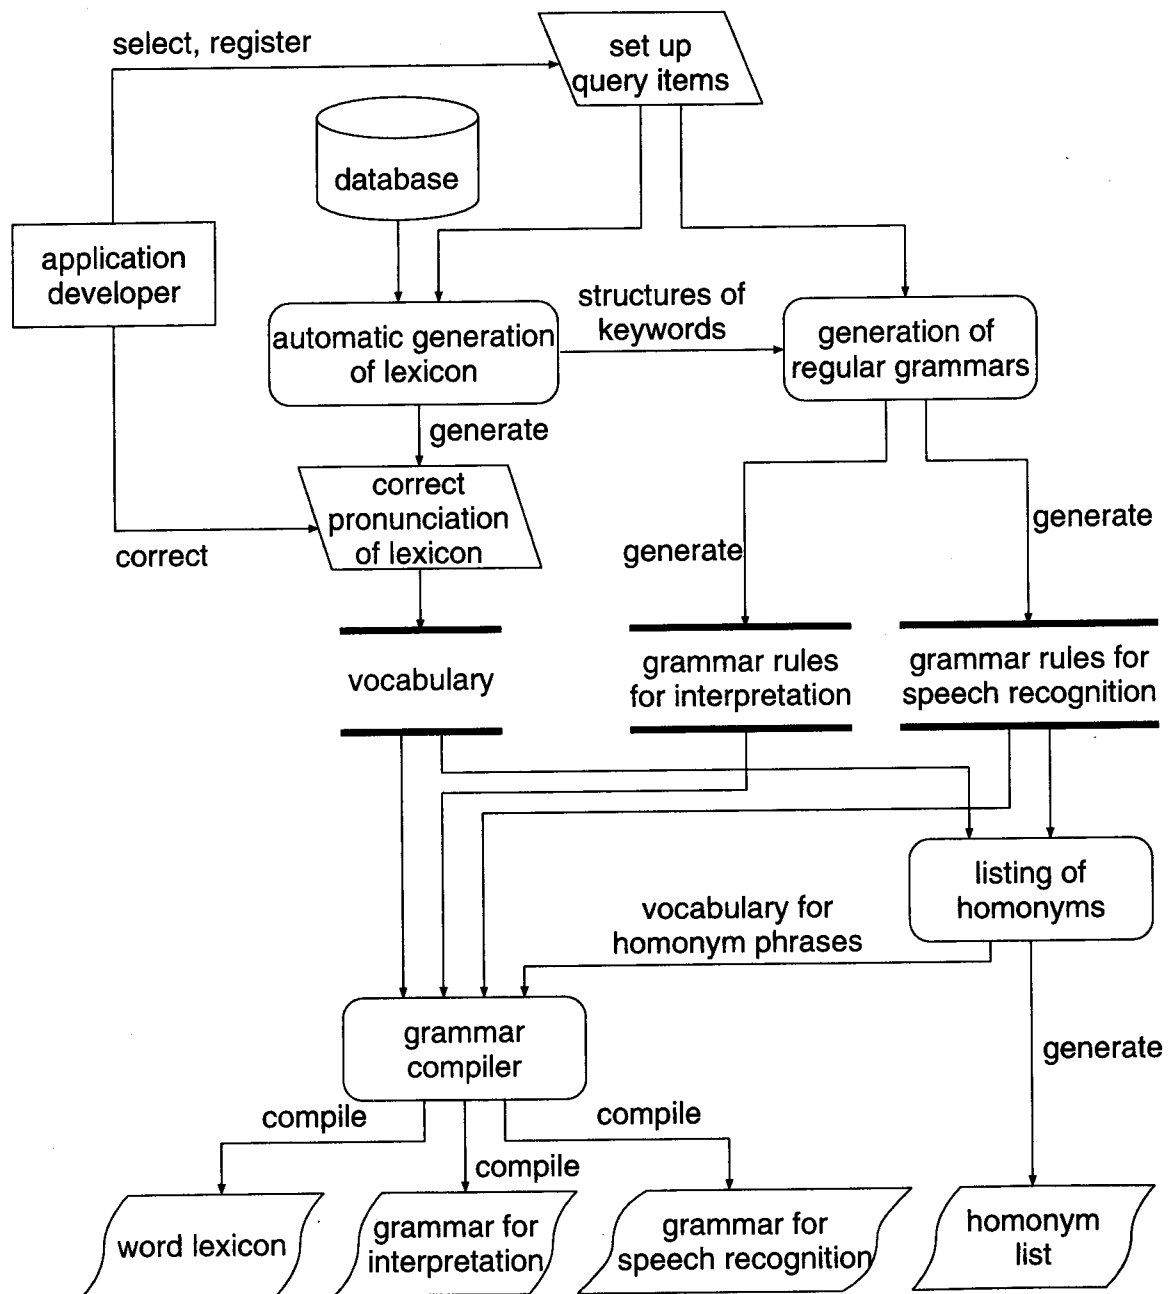 select, register
set up
query items
database
application
developer
structures of
keywords
automatic generation
of lexicon
generation of
regular grammars
generate
correct
pronunciation
of lexicon
correct
generate
generate
vocabulary
grammar rules
for interpretation
grammar rules for
speech recognition
listing of
homonyms
vocabulary for
homonym phrases
grammar
compiler
generate
compile
compile
compile
word lexicon
grammar for
interpretation
grammar for
speech recognition
homonym
list